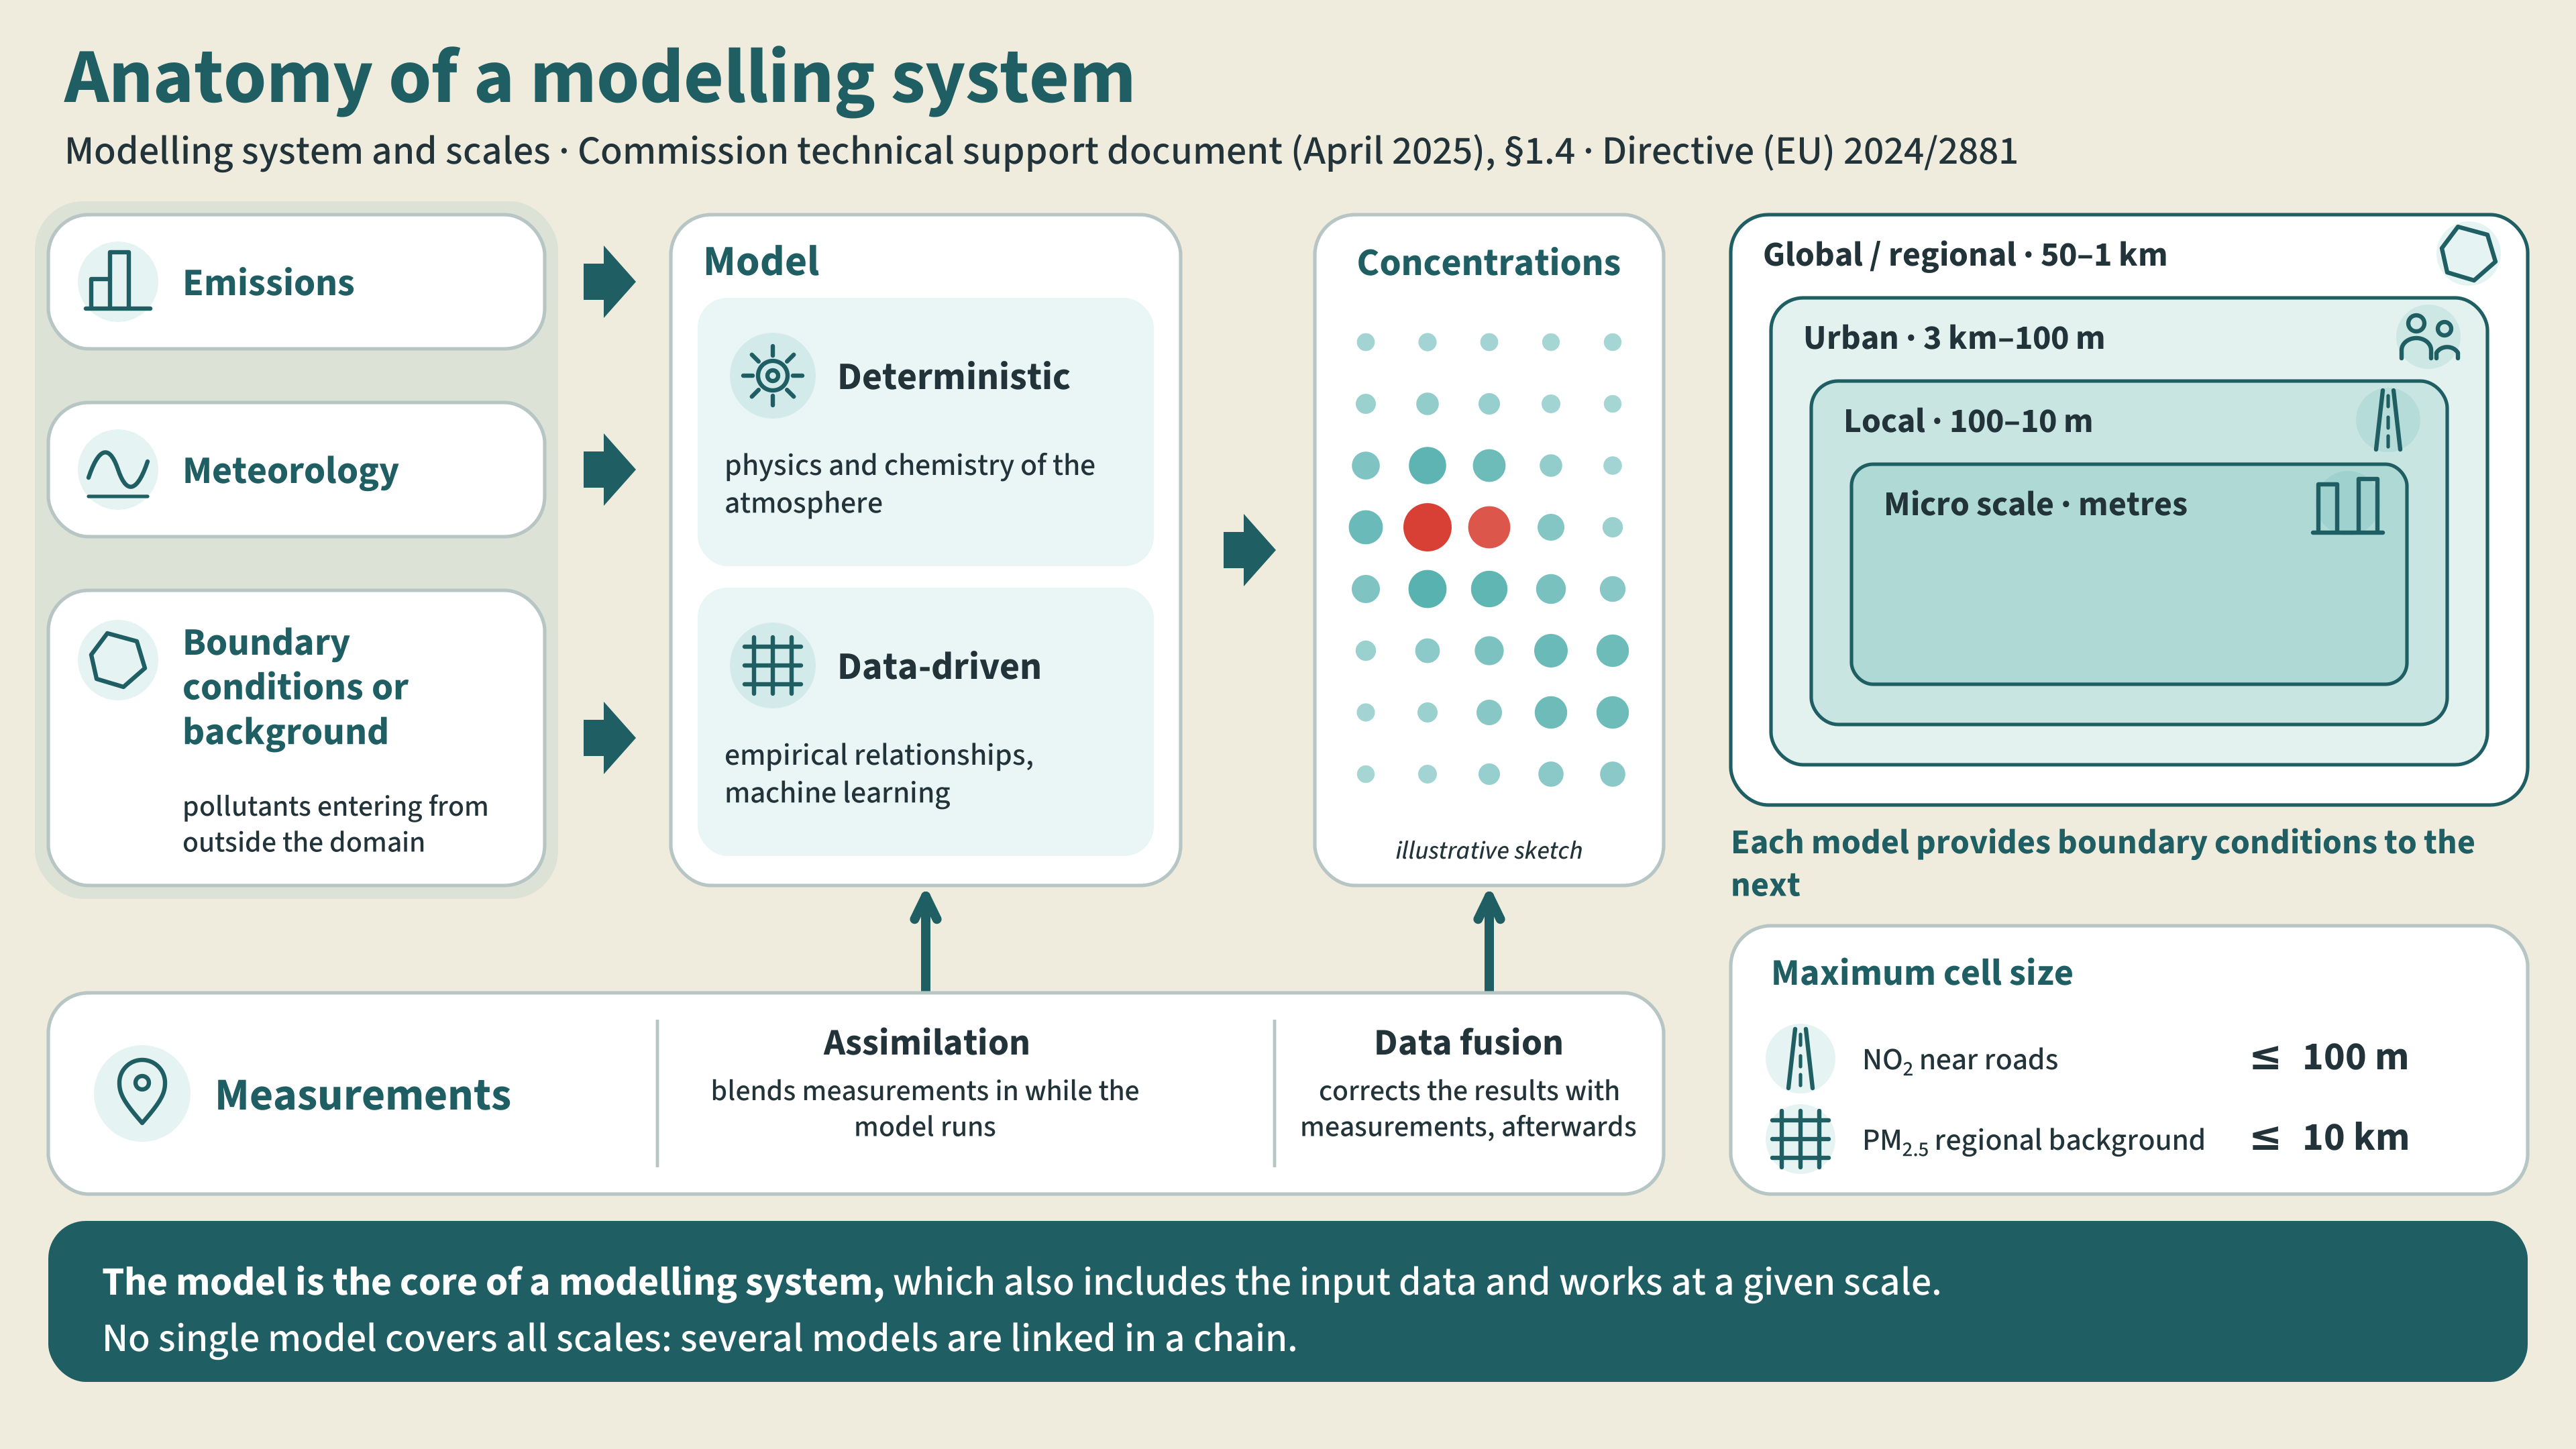 Anatomy of a modelling system
Modelling system and scales · Commission technical support document (April 2025), §1.4 · Directive (EU) 2024/2881
Emissions
Meteorology
Boundary
conditions or
background
pollutants entering from
outside the domain
Model
Deterministic
physics and chemistry of the
atmosphere
Data-driven
empirical relationships,
machine learning
Concentrations
illustrative sketch
Global / regional · 50–1 km
Urban · 3 km–100 m
Local · 100–10 m
Micro scale · metres
Each model provides boundary conditions to the
next
Measurements
Assimilation
blends measurements in while the
model runs
Data fusion
corrects the results with
measurements, afterwards
Maximum cell size
NO₂ near roads ≤ 100 m
PM₂.₅ regional background ≤ 10 km
The model is the core of a modelling system, which also includes the input data and works at a given scale.
No single model covers all scales: several models are linked in a chain.